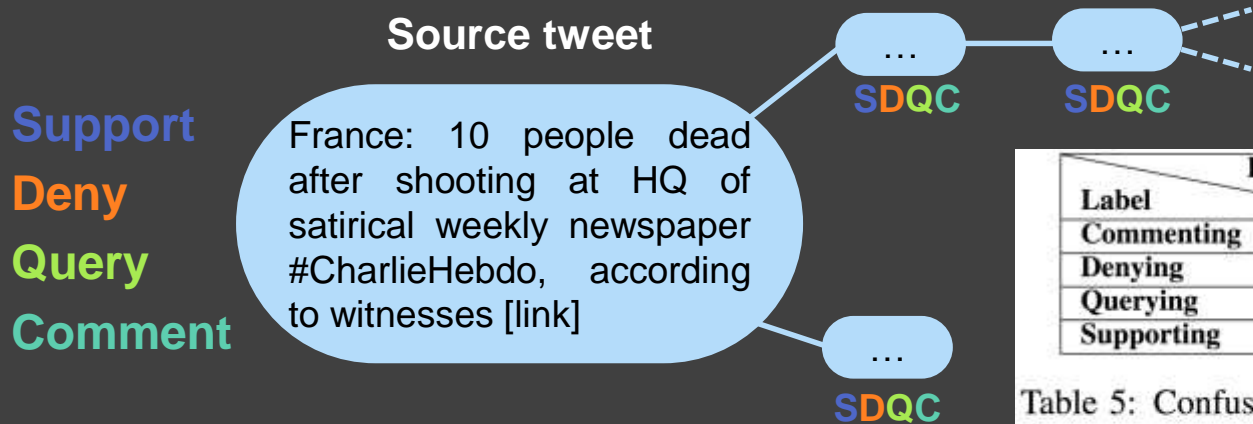 Source tweet
Support
Deny
Query
Comment
France: 10 people dead
after shooting at HQ of
satirical weekly newspaper
#CharlieHebdo, according
to witnesses [link]
...
SDQC
...
SDQC
...
SDQC
Label
Commenting
Denying
Querying
Supporting
Table 5: Confus